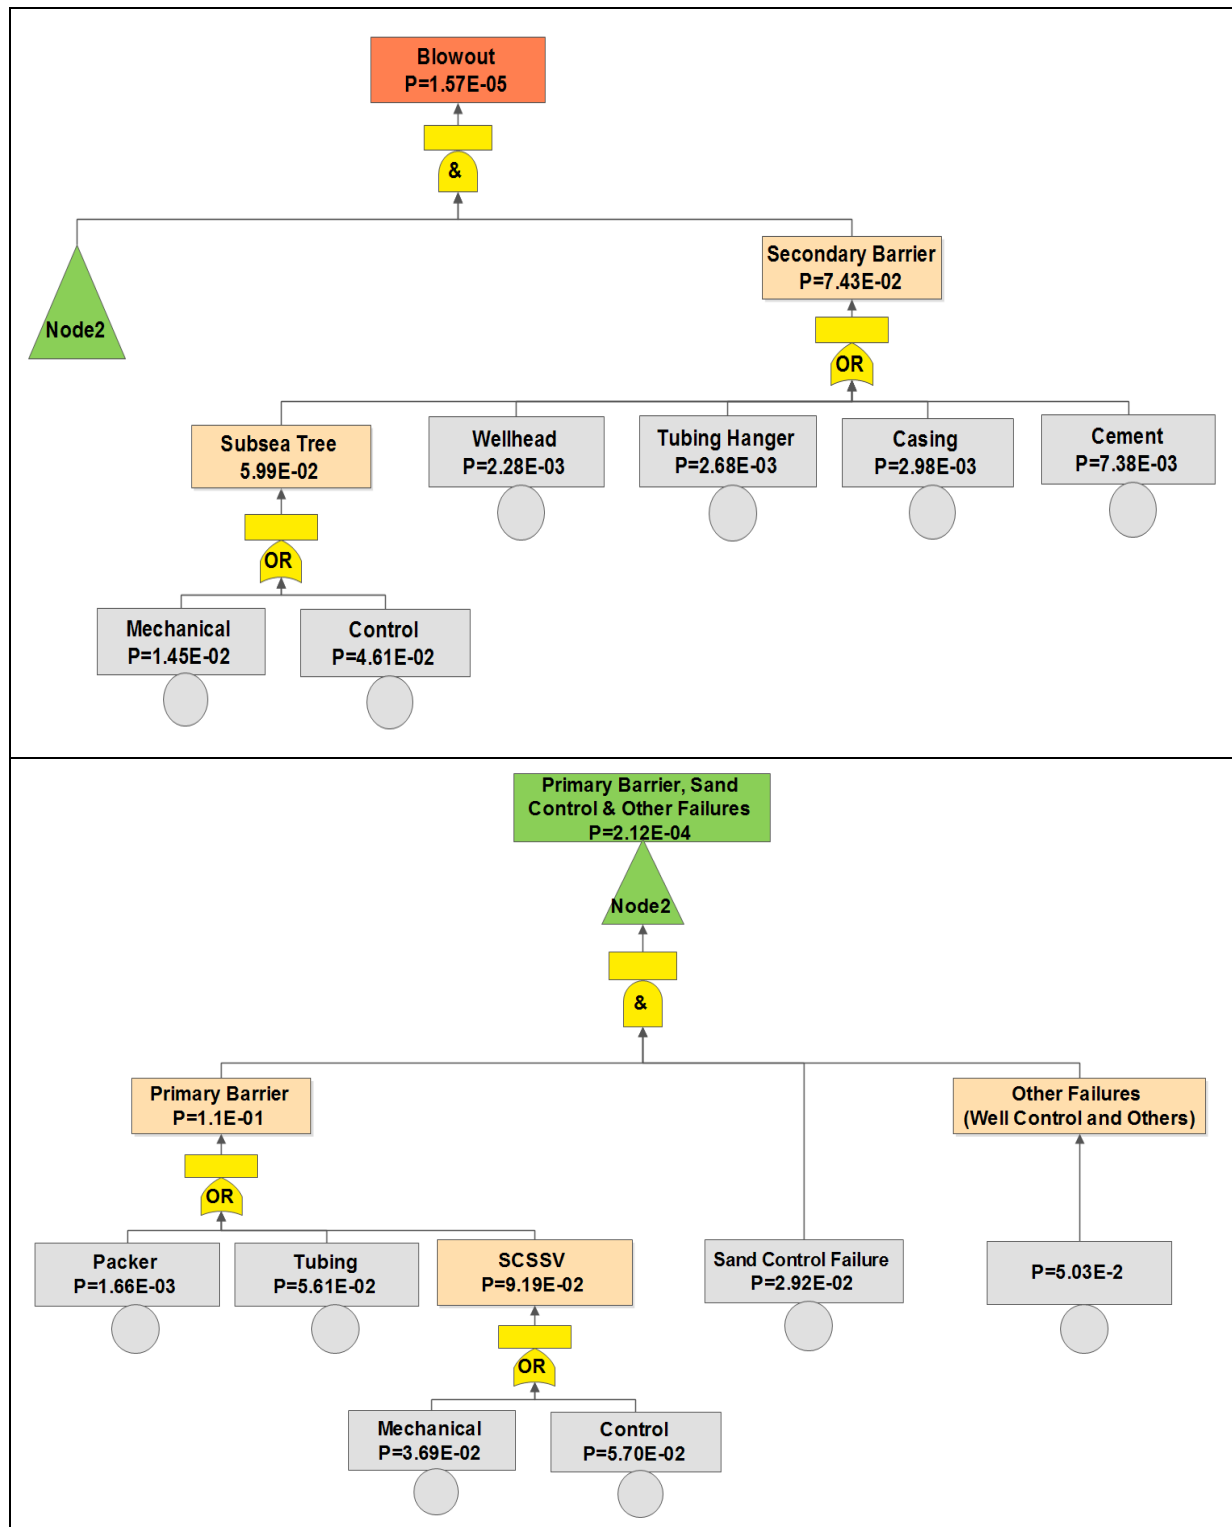 Blowout
P=1.57E-05
&
Node2
Secondary Barrier
P=7.43E-02
OR
Subsea Tree
5.99E-02
Wellhead
P=2.28E-03
Tubing Hanger
P=2.68E-03
Casing
P=2.98E-03
Cement
P=7.38E-03
OR
Mechanical
P=1.45E-02
Control
P=4.61E-02
Primary Barrier, Sand
Control & Other Failures
P=2.12E-04
Node2
&
Primary Barrier
P=1.1E-01
Other Failures
(Well Control and Others)
OR
Packer
P=1.66E-03
Tubing
P=5.61E-02
SCSSV
P=9.19E-02
Sand Control Failure
P=2.92E-02
P=5.03E-2
OR
Mechanical
P=3.69E-02
Control
P=5.70E-02